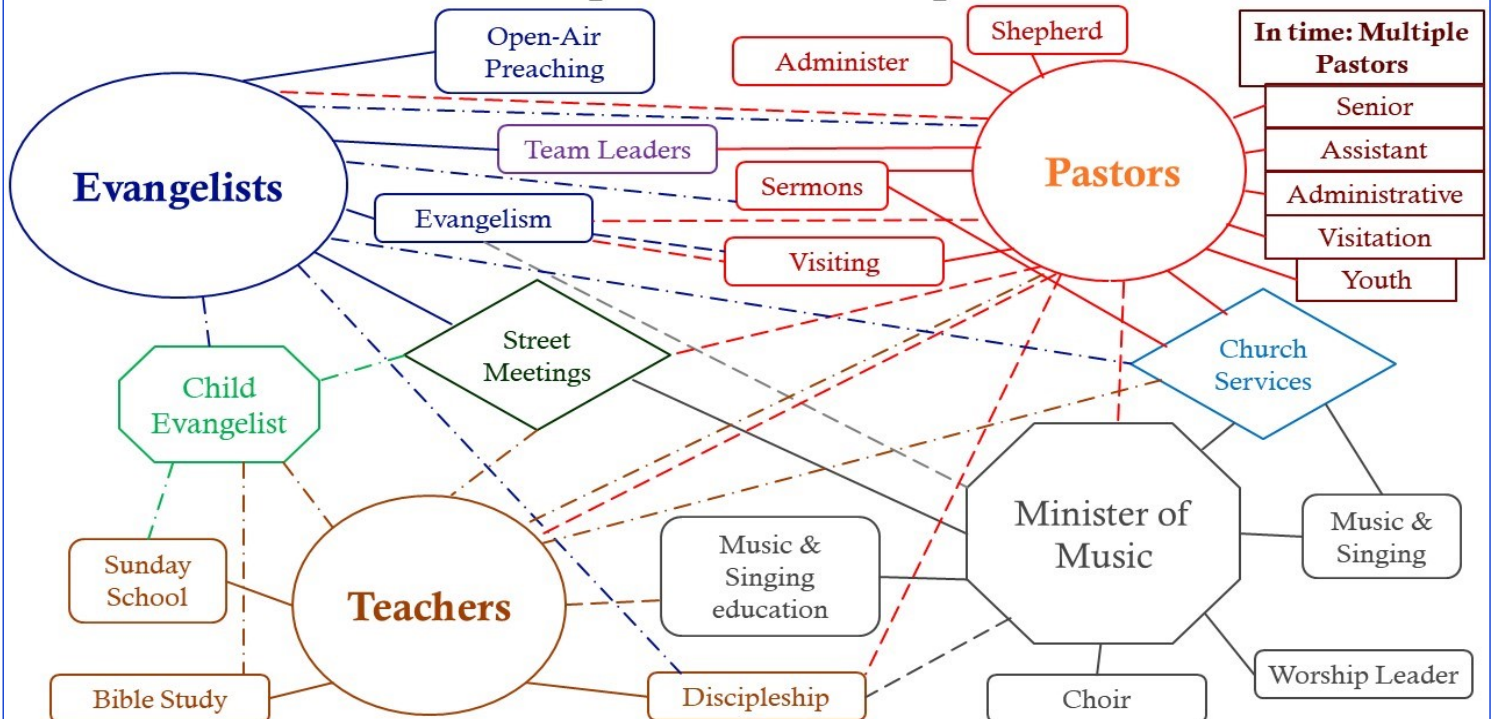 Open-Air
Preaching
Administer
Shepherd
In time: Multiple
Pastors
Senior
Assistant
Administrative
Visitation
Youth
Evangelists
Team Leaders
Pastors
Sermons
Evangelism
Visiting
Street
Meetings
Church
Services
Child
Evangelist
Minister of
Music
Music &
Singing
Music &
Singing
education
Sunday
School
Teachers
Bible Study
Discipleship
Choir
Worship Leader